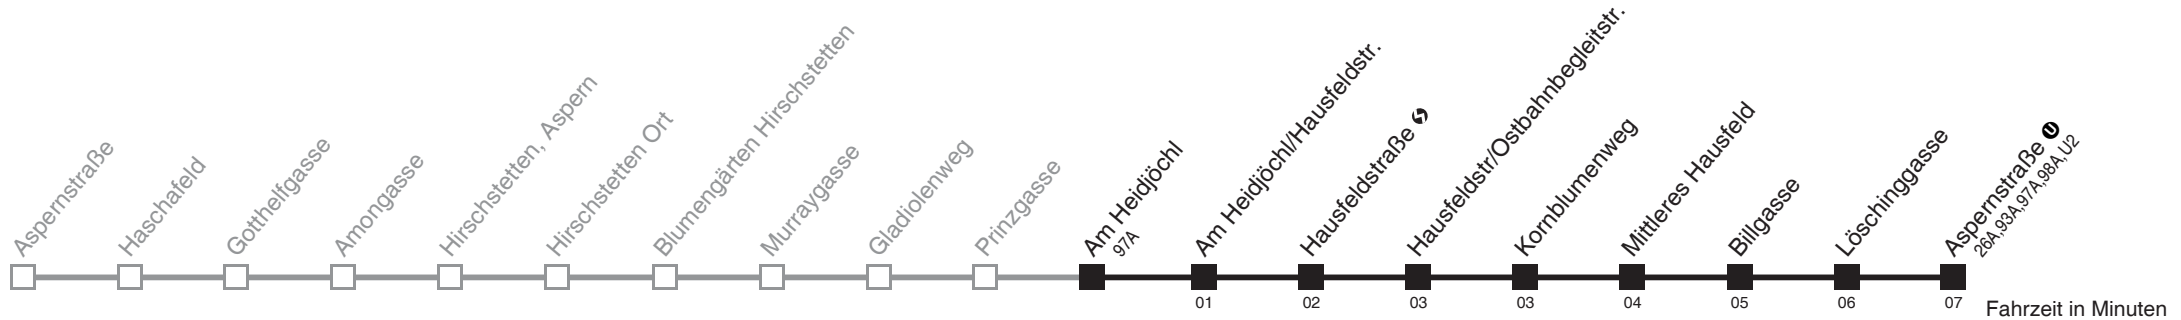 Aspernstraße
Haschafeld
Gotthelfgasse
Amongasse
Hirschstetten, Aspern
Hirschstetten Ort
Blumengärten Hirschstetten
Murraygasse
Gladiolenweg
Prinzgasse
Am Heidjöchl
97A
Am Heidjöchl/Hausfeldstr.
Hausfeldstraße
Hausfeldstr/Ostbahnbegleitstr.
Kornblumenweg
Mittleres Hausfeld
Billgasse
Löschinggasse
Aspernstraße U
26A,93A,97A,98A,U2
01 02 03 03 04 05 06 07
Fahrzeit in Minuten